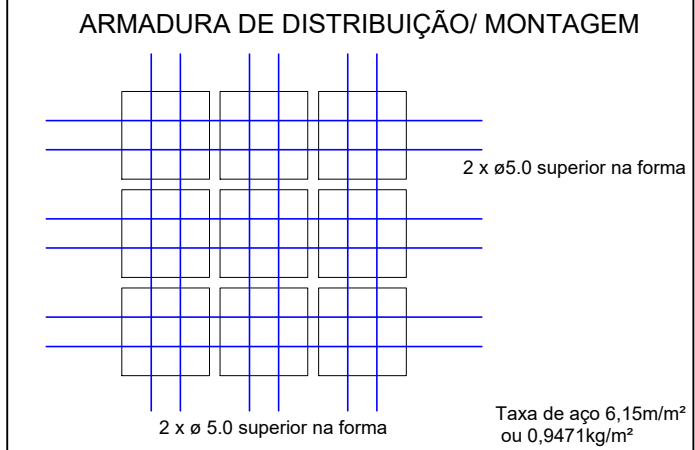 ARMADURA DE DISTRIBUIÇÃO/ MONTAGEM
2 x ø5.0 superior na forma
2 x ø 5.0 superior na forma
Taxa de aço 6,15m/m²
ou 0,9471kg/m²